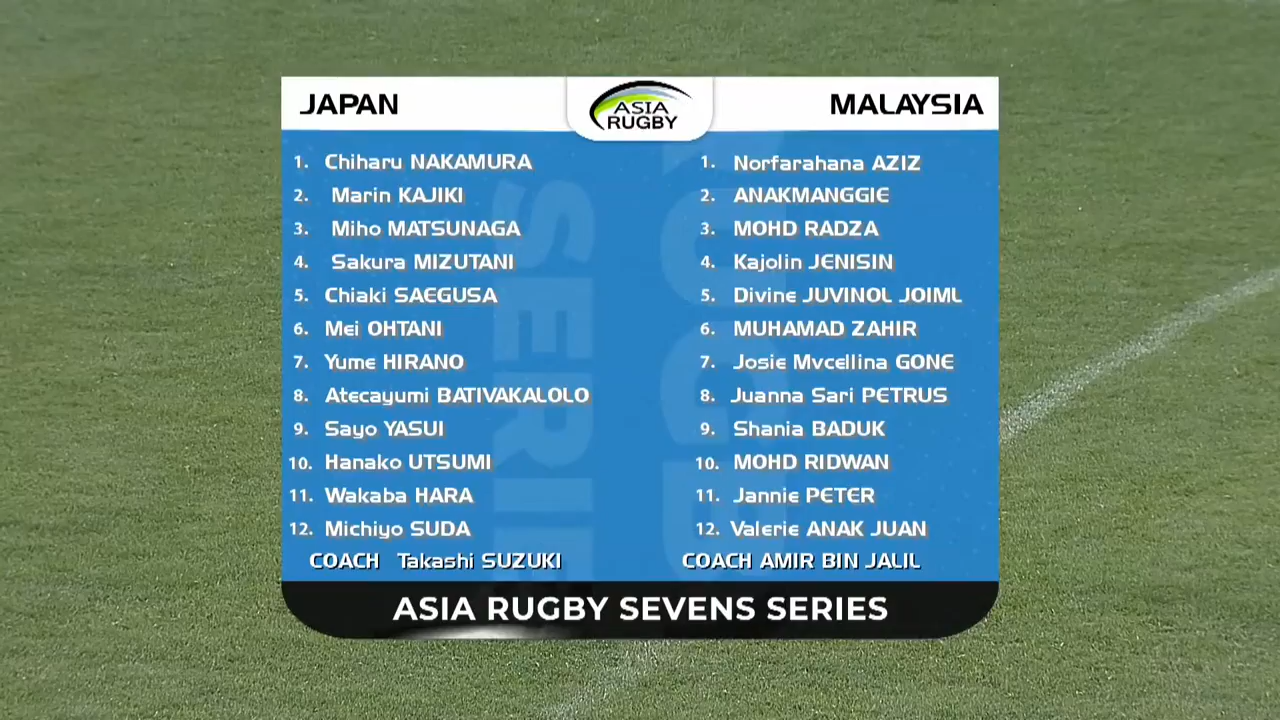 JAPAN
ASIA
RUGBY
MALAYSIA
1. Chiharu NAKAMURA
2. Marin KAJIKI
3. Miho MATSUNAGA
4. Sakura MIZUTANI
5. Chiaki SAEGUSA
6. Mei OHTANI
7. Yume HIRANO
8. Atecayumi BATIVAKALOLO
9. Sayo YASUI
10. Hanako UTSUMI
11. Wakaba HARA
12. Michiyo SUDA
COACH Takashi SUZUKI
1. Norfarahana AZIZ
2. ANAKMANGGIE
3. MOHD RADZA
4. Kajolin JENISIN
5. Divine JUVINOL JOIML
6. MUHAMAD ZAHIR
7. Josie Mvcellina GONE
8. Juanna Sari PETRUS
9. Shania BADUK
10. MOHD RIDWAN
11. Jannie PETER
12. Valerie ANAK JUAN
COACH AMIR BIN JALIL
ASIA RUGBY SEVENS SERIES